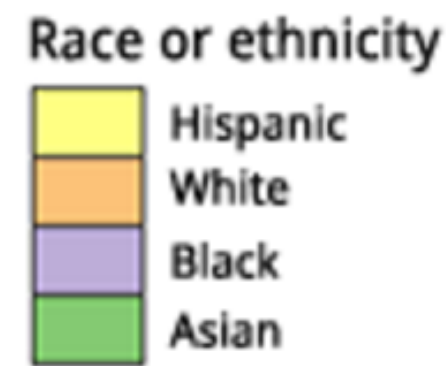 Race or ethnicity
Hispanic
White
Black
Asian